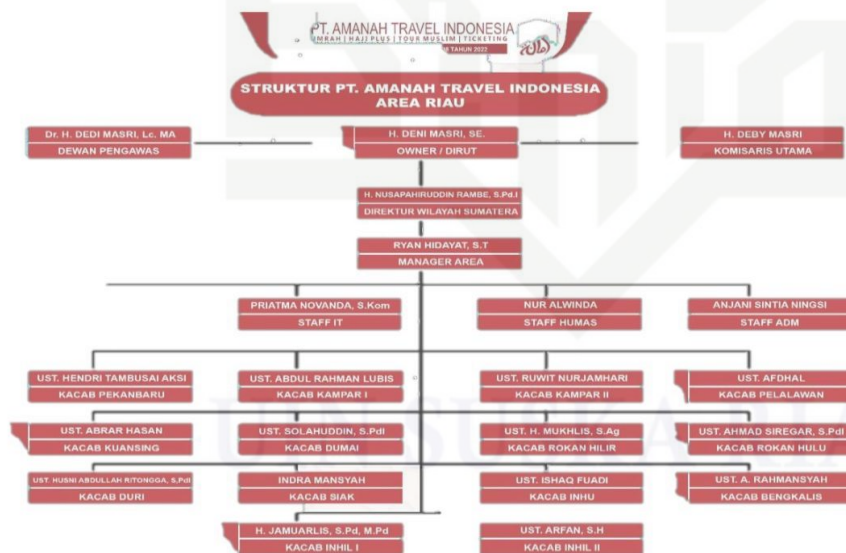 PT. AMANAH TRAVEL INDONESIA
UMRAH | HAJI PLUS | TOUR MUSLIM | TICKETING
TAHUN 2022
STRUKTUR PT. AMANAH TRAVEL INDONESIA
AREA RIAU
Dr. H. DEDI MASRI, Lc. MA
DEWAN PENGAWAS
H. DENI MASRI, SE.
OWNER / DIRUT
H. DEBY MASRI
KOMISARIS UTAMA
H. NUSAPAHIRUDDIN RAMBE, S.Pd.I
DIREKTUR WILAYAH SUMATERA
RYAN HIDAYAT, S.T
MANAGER AREA
PRIATMA NOVANDA, S.Kom
STAFF IT
NUR ALWINDA
STAFF HUMAS
ANJANI SINTIA NINGSI
STAFF ADM
UST. HENDRI TAMBUSAI AKSI
KACAB PEKANBARU
UST. ABDUL RAHMAN LUBIS
KACAB KAMPAR I
UST. RUWIT NURJAMHARI
KACAB KAMPAR II
UST. AFDHAL
KACAB PELALAWAN
UST. ABRAR HASAN
KACAB KUANSING
UST. SOLAHUDDIN, S.PdI
KACAB DUMAI
UST. H. MUKHLIS, S.Ag
KACAB ROKAN HILIR
UST. AHMAD SIREGAR, S.PdI
KACAB ROKAN HULU
UST. HUSNI ABDULLAH RITONGGA, S,PdI
KACAB DURI
INDRA MANSYAH
KACAB SIAK
UST. ISHAQ FUADI
KACAB INHU
UST. A. RAHMANSYAH
KACAB BENGKALIS
H. JAMUARLIS, S.Pd, M.Pd
KACAB INHIL I
UST. ARFAN, S.H
KACAB INHIL II
UIN SUSKA RIA